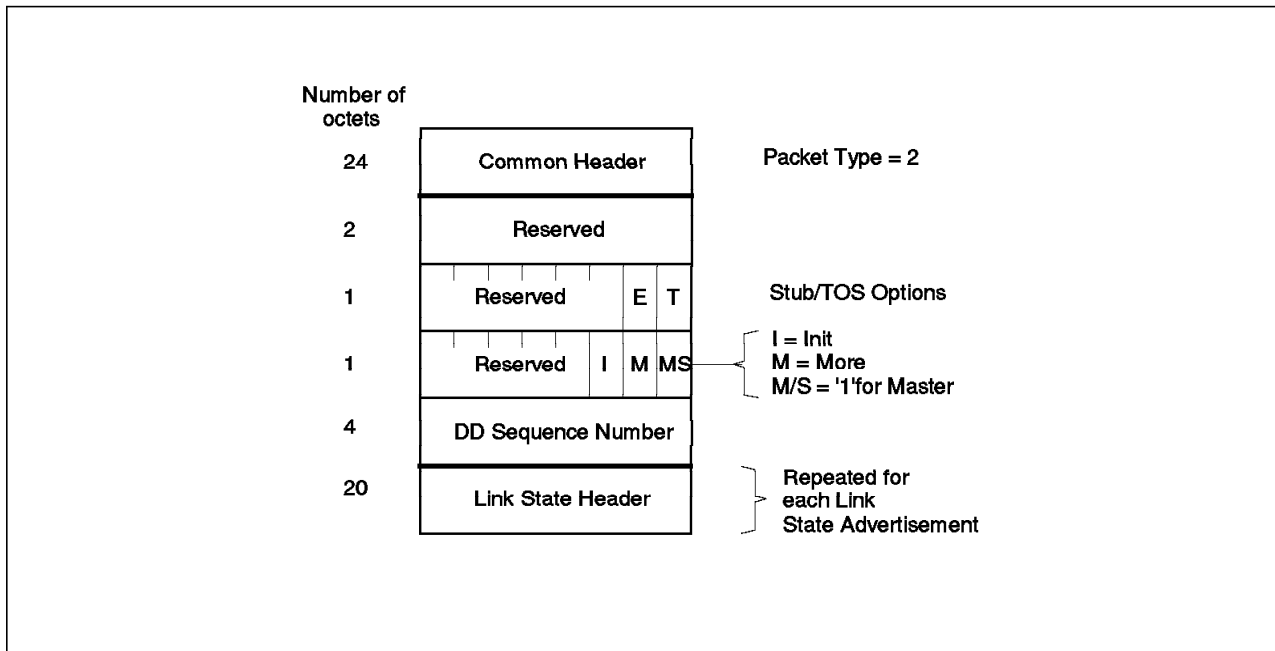 Number of
octets
24
Common Header
Packet Type = 2
2
Reserved
1
Reserved
E
T
Stub/TOS Options
1
Reserved
I
M
MS
I = Init
M = More
M/S = '1'for Master
4
DD Sequence Number
20
Link State Header
Repeated for
each Link
State Advertisement